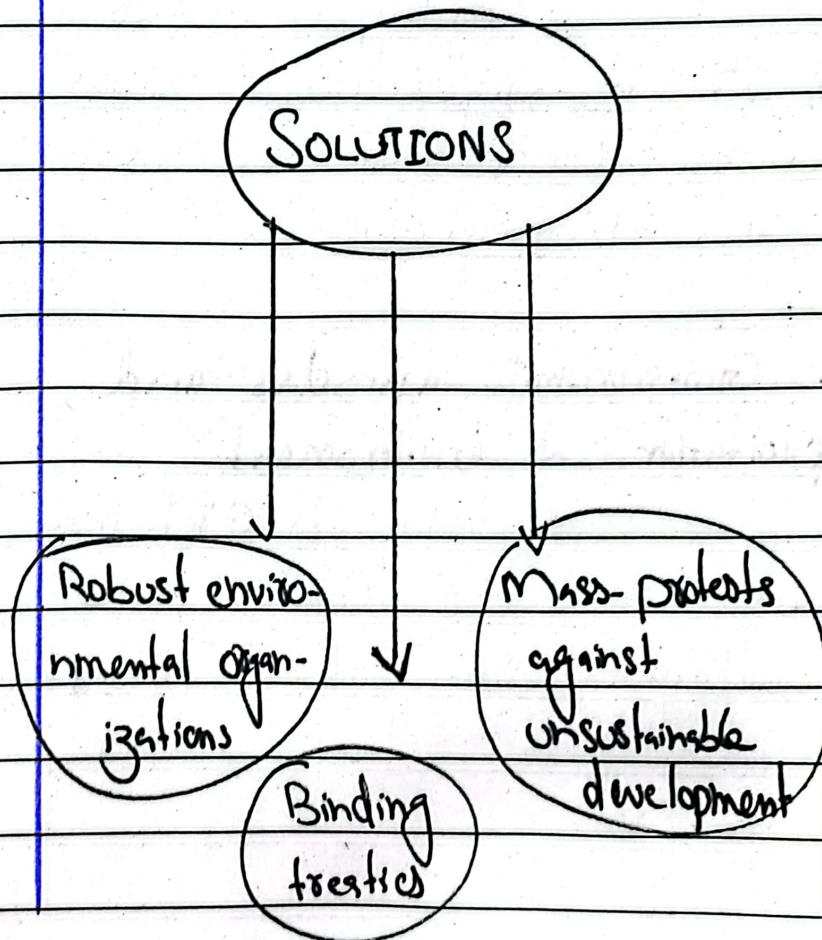 SOLUTIONS
Robust enviro-
nmental organ-
izations
Binding
treaties
Mass- protests
against
unsustainable
development